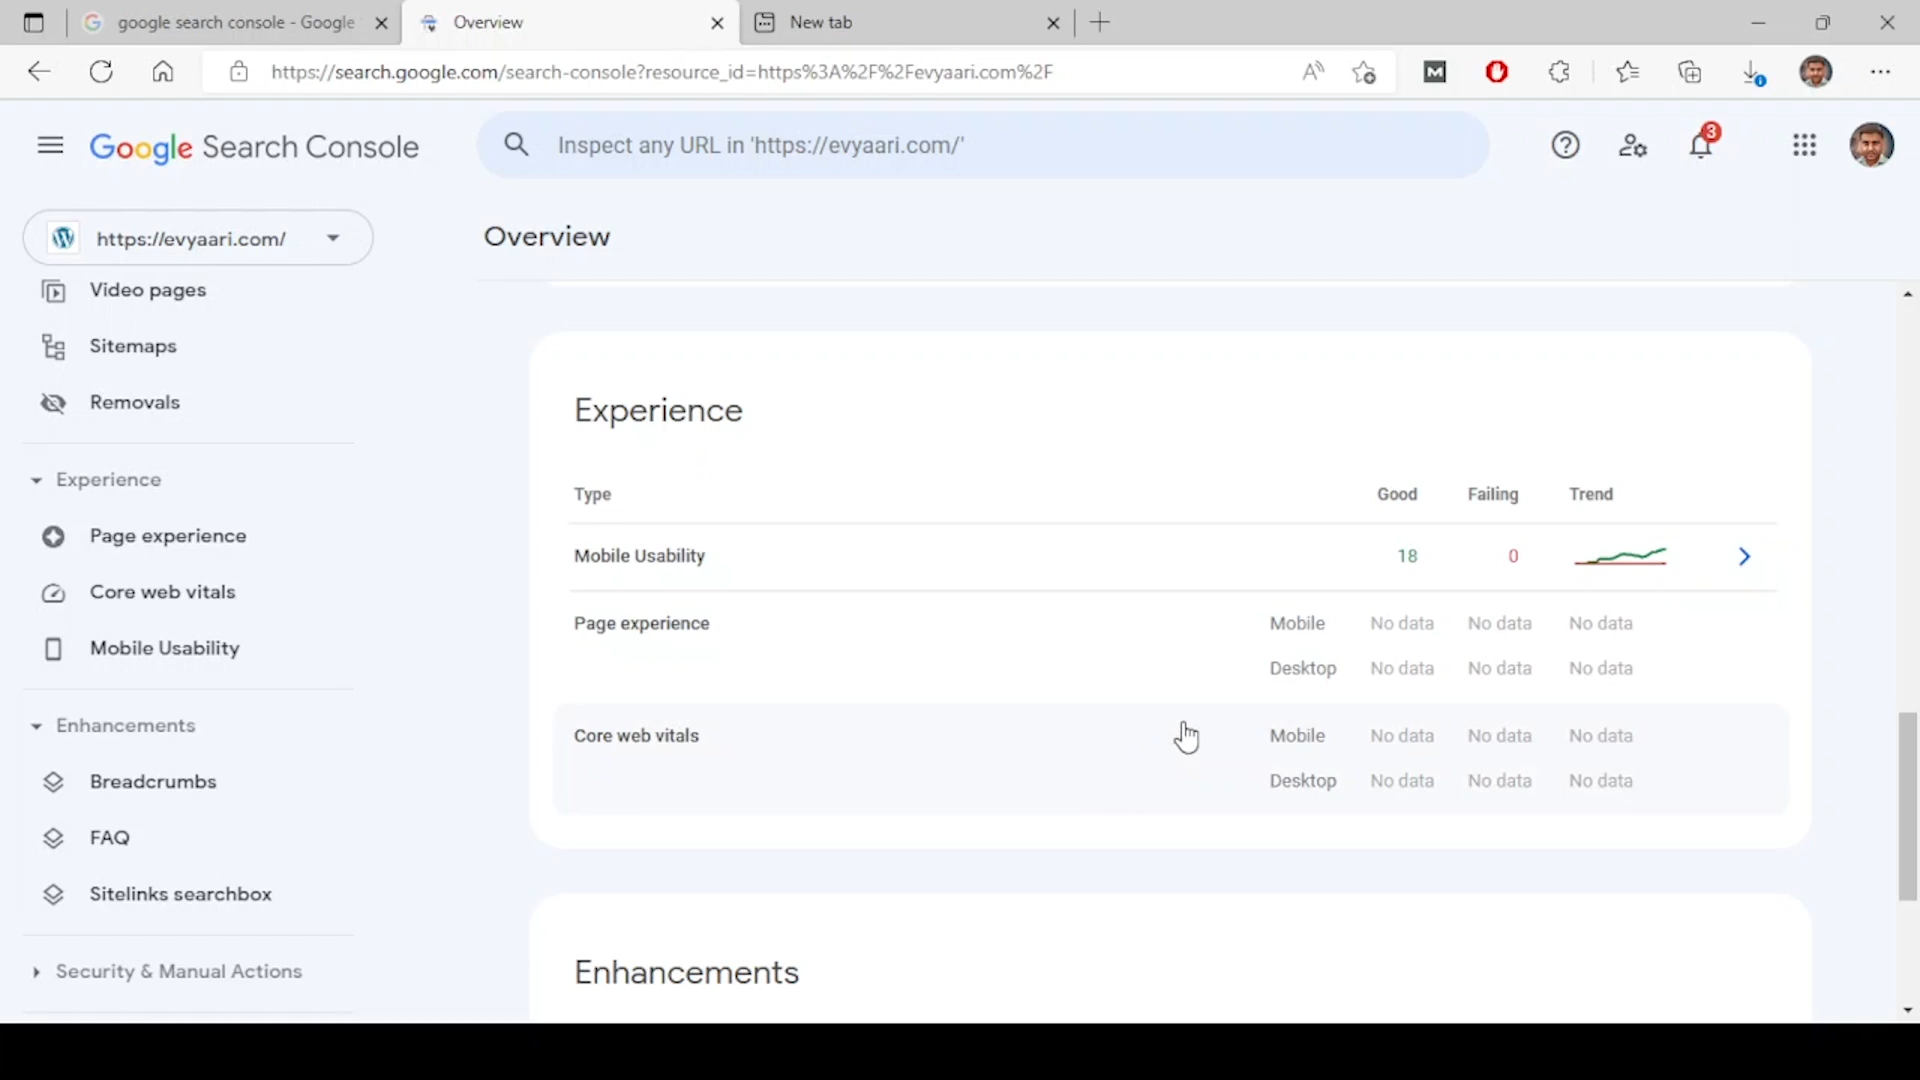 google search console - Google
Overview
New tab
https://search.google.com/search-console?resource_id=https%3A%2F%2Fevyaari.com%2F
Google Search Console
Inspect any URL in 'https://evyaari.com/'
3
https://evyaari.com/
Overview
Video pages
Sitemaps
Removals
Experience
Page experience
Core web vitals
Mobile Usability
Enhancements
Breadcrumbs
FAQ
Sitelinks searchbox
Security & Manual Actions
Experience
Type Good Failing Trend
Mobile Usability 18 0
Page experience Mobile No data No data No data
Desktop No data No data No data
Core web vitals Mobile No data No data No data
Desktop No data No data No data
Enhancements